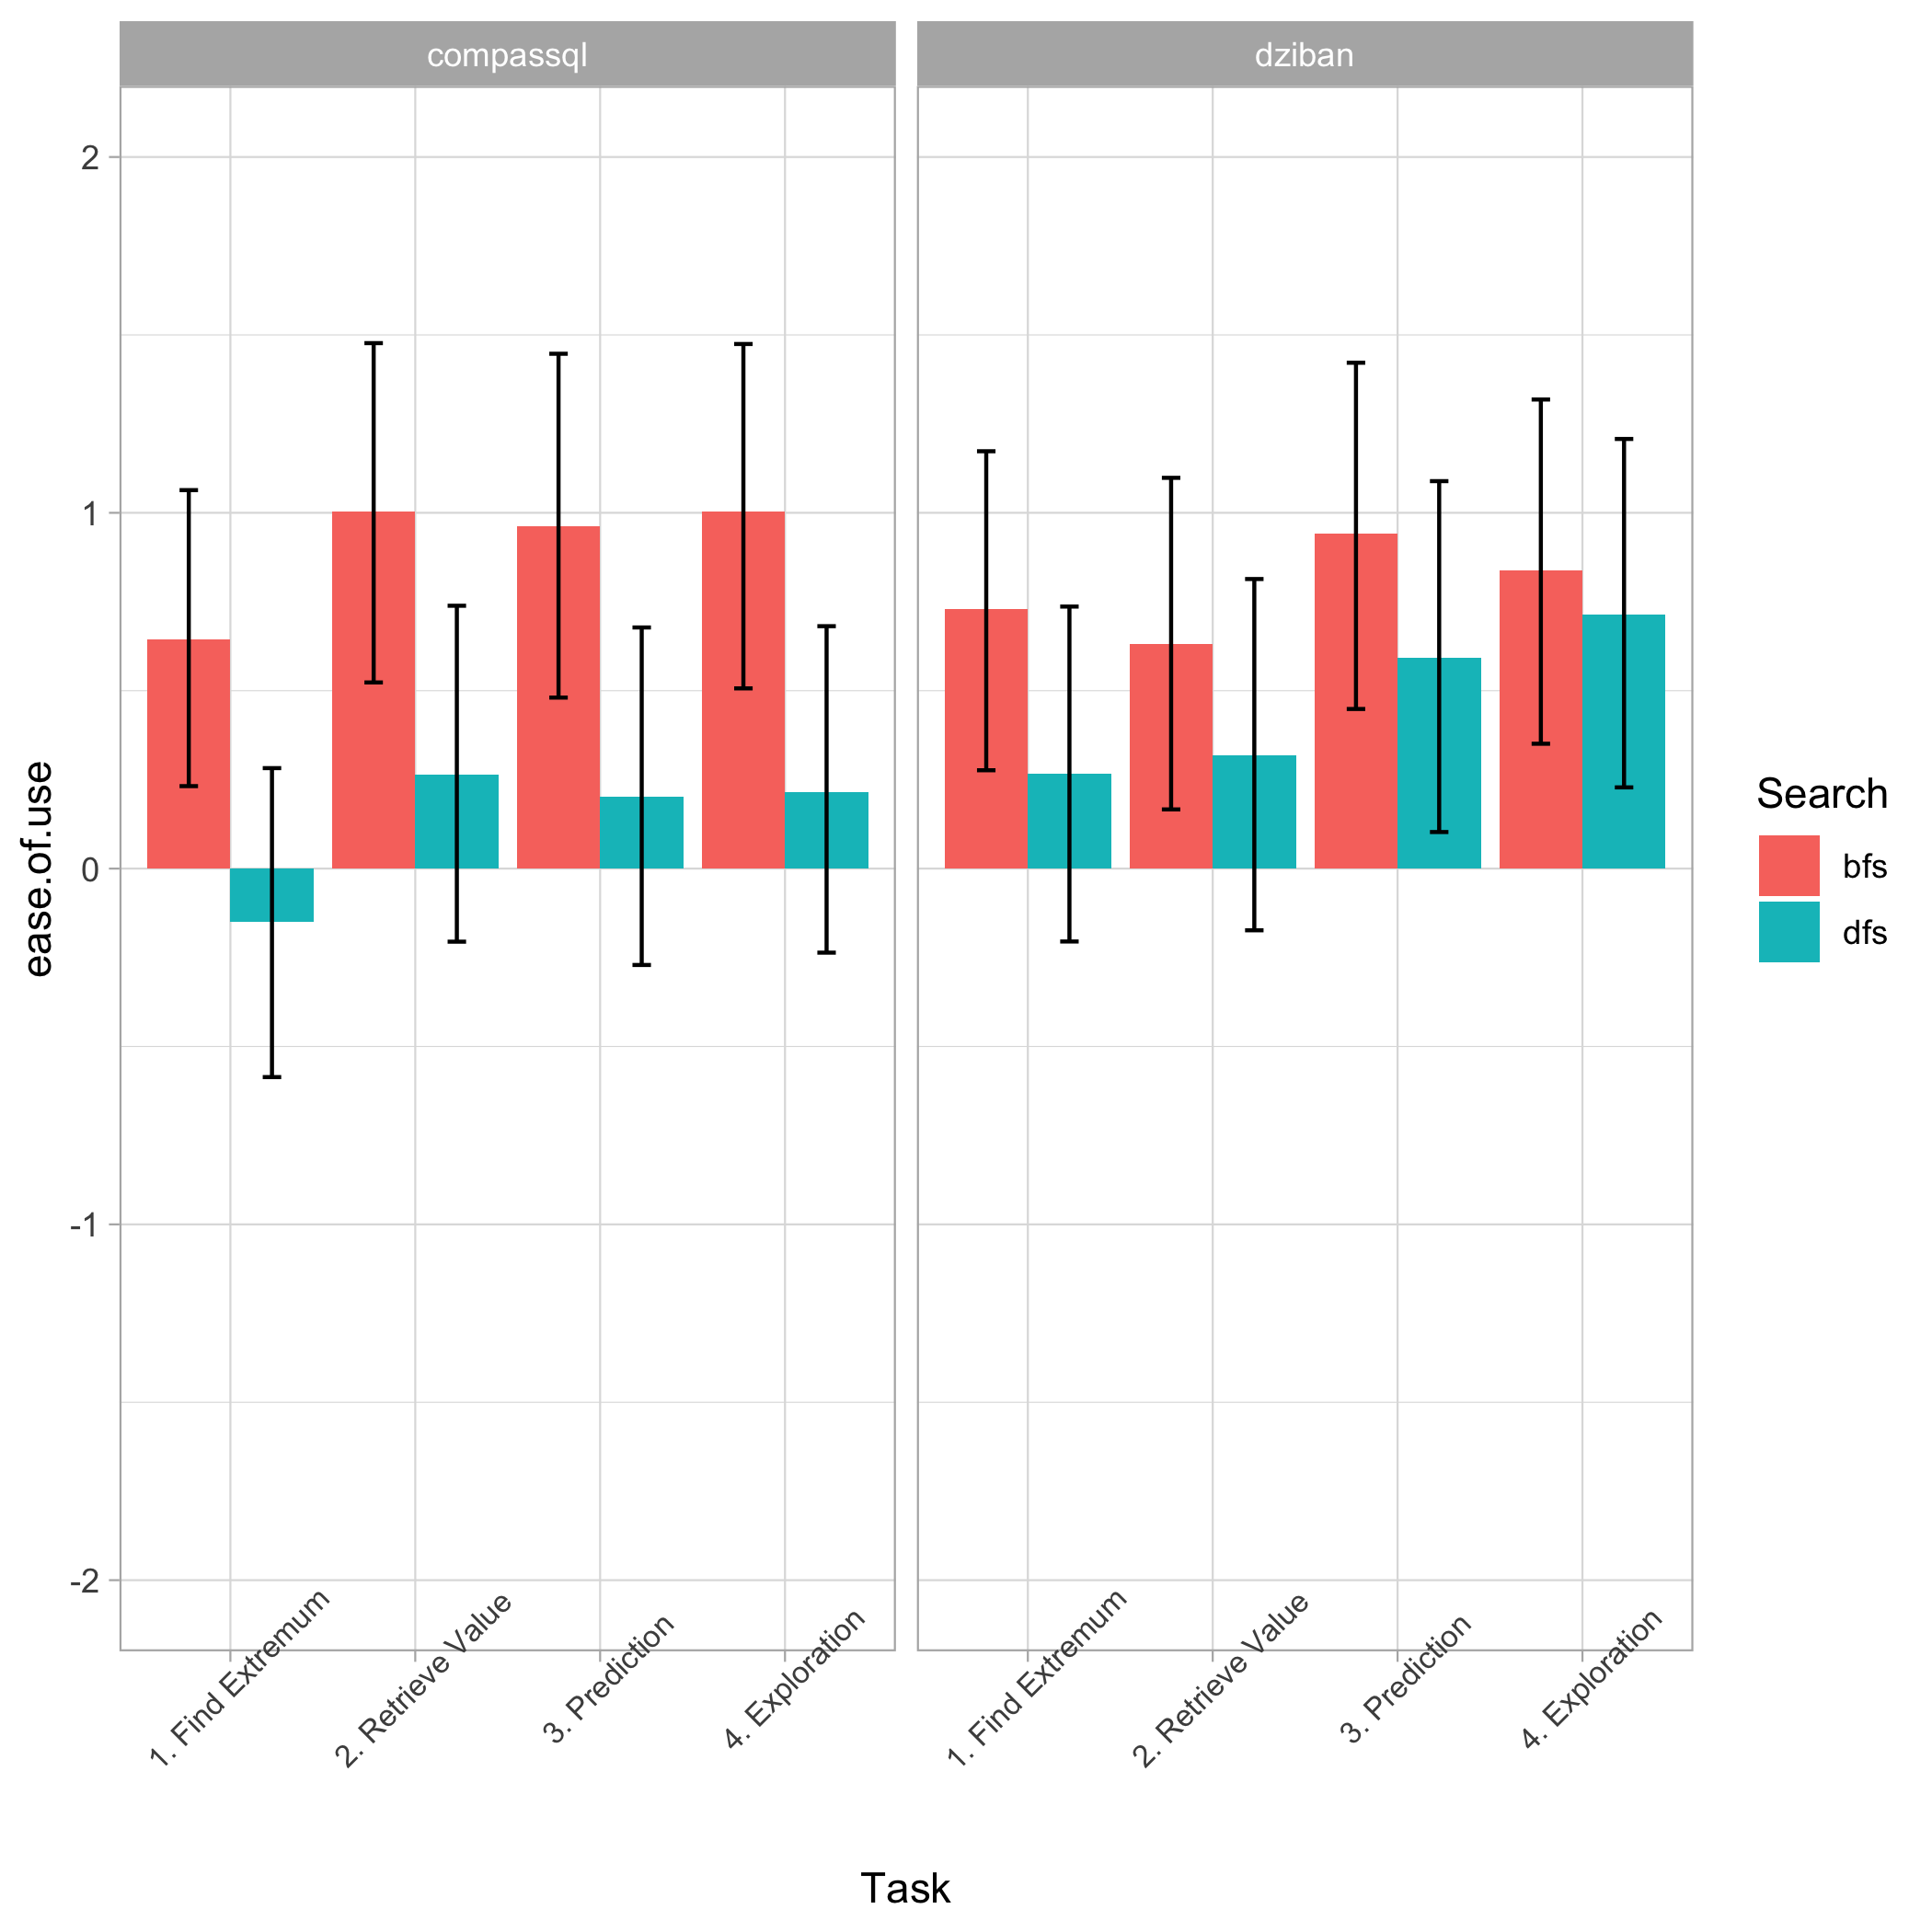 compassql
dziban
2
1
0
-1
-2
ease.of.use
1. Find Extremum
2. Retrieve Value
3. Prediction
4. Exploration
1. Find Extremum
2. Retrieve Value
3. Prediction
4. Exploration
Task
Search
bfs
dfs